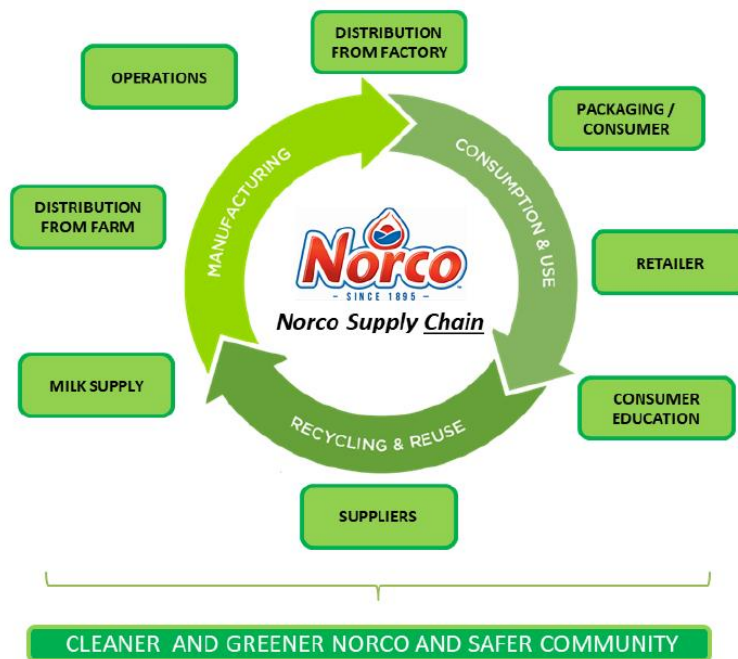 DISTRIBUTION
FROM FACTORY
OPERATIONS
PACKAGING /
CONSUMER
MANUFACTURING
CONSUMPTION & USE
DISTRIBUTION
FROM FARM
Norco
- SINCE 1895 -
Norco Supply Chain
RETAILER
MILK SUPPLY
CONSUMER
EDUCATION
RECYCLING & REUSE
SUPPLIERS
CLEANER AND GREENER NORCO AND SAFER COMMUNITY